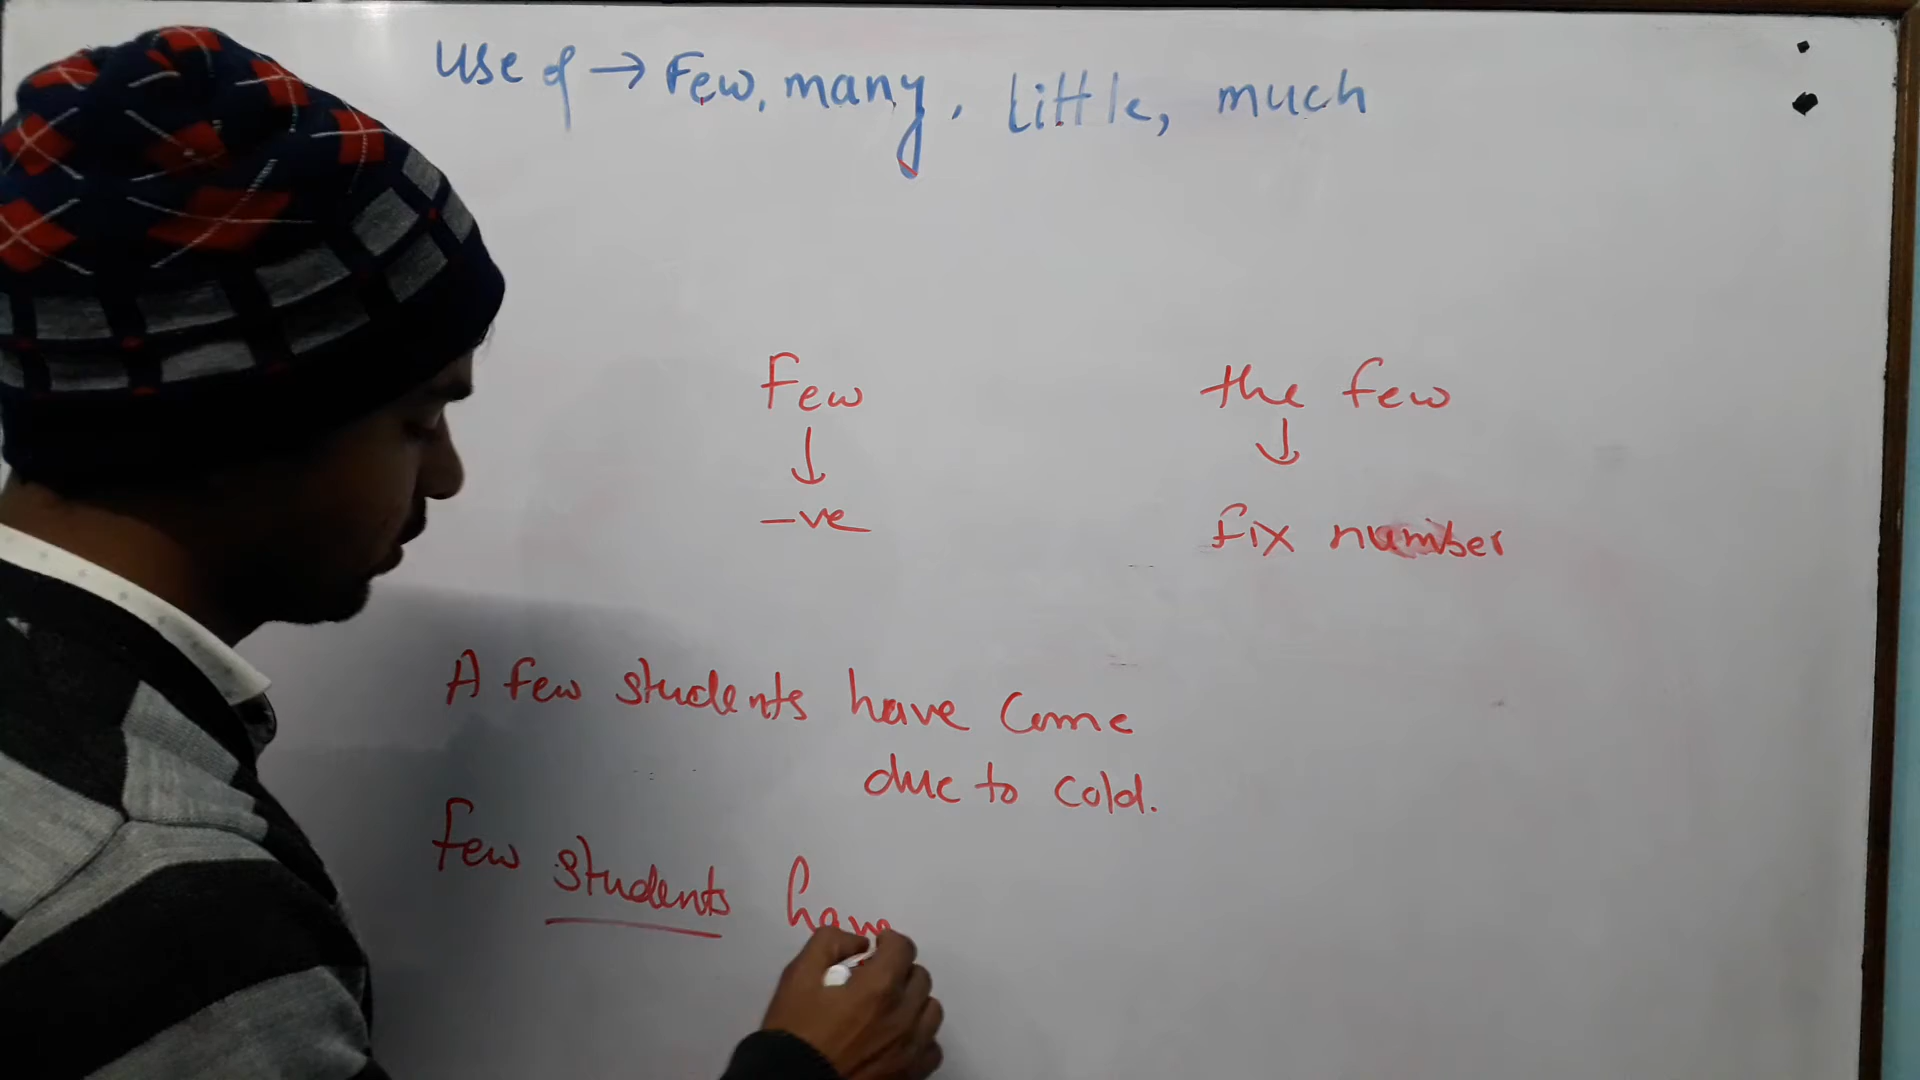 Use of → Few, many, Little, much
Few the few
↓ ↓
-ve fix number
A few students have come
due to cold.
few students have